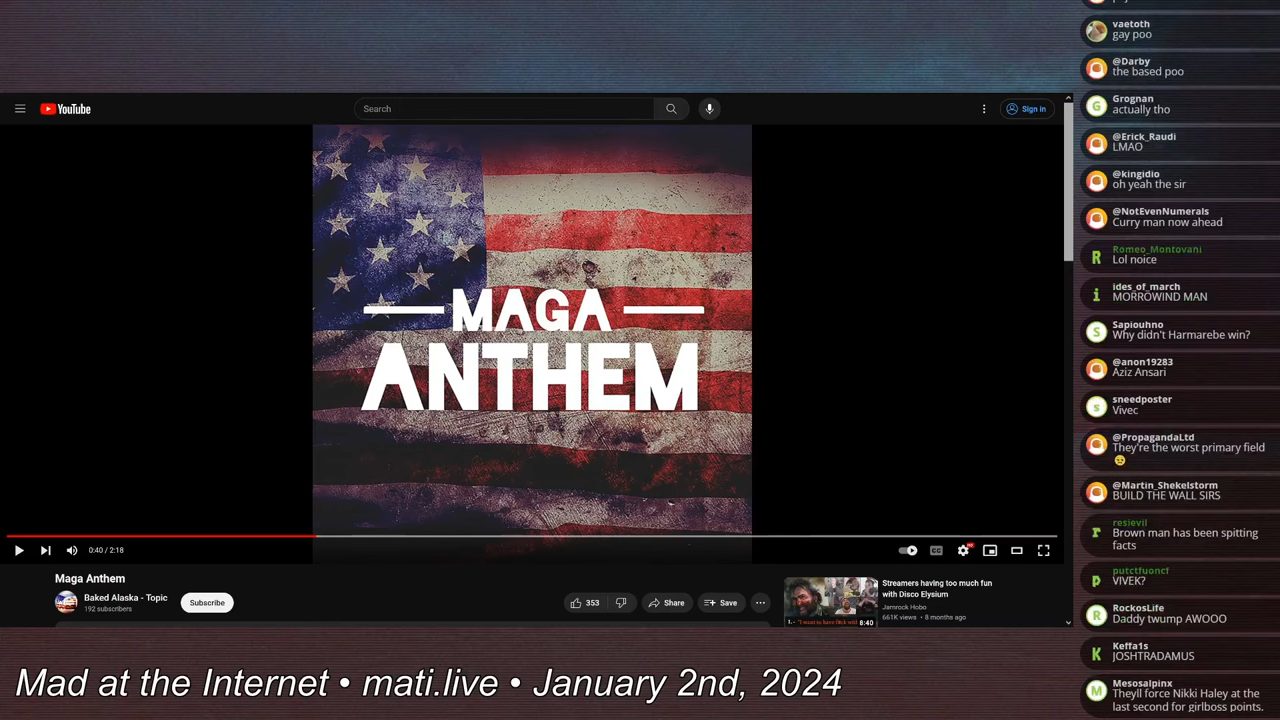 YouTube
Search
Sign in
MAGA
ANTHEM
0:40 / 2:18
Maga Anthem
Baked Alaska - Topic
192 subscribers
Subscribe
353
Share
Save
8:40
Streamers having too much fun
with Disco Elysium
Jamrock Hobo
661K views • 8 months ago
Mad at the Internet • mati.live • January 2nd, 2024
vaetoth
gay poo
@Darby
the based poo
G
Grognan
actually tho
@Erick_Raudi
LMAO
@kingidio
oh yeah the sir
@NotEvenNumerals
Curry man now ahead
R
Romeo_Montovani
Lol noice
i
ides_of_march
MORROWIND MAN
S
Sapiouhno
Why didn't Harmarebe win?
@anon19283
Aziz Ansari
s
sneedposter
Vivec
@PropagandaLtd
They're the worst primary field
@Martin_Shekelstorm
BUILD THE WALL SIRS
r
resievil
Brown man has been spitting
facts
p
putctfuoncf
VIVEK?
R
RockosLife
Daddy twump AWOOO
K
Keffa1s
JOSHTRADAMUS
M
Mesosalpinx
Theyll force Nikki Haley at the
last second for girlboss points.